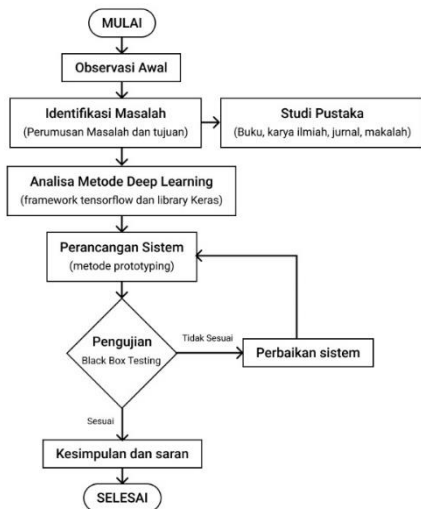 MULAI
Observasi Awal
Identifikasi Masalah
(Perumusan Masalah dan tujuan)
Studi Pustaka
(Buku, karya ilmiah, jurnal, makalah)
Analisa Metode Deep Learning
(framework tensorflow dan library Keras)
Perancangan Sistem
(metode prototyping)
Pengujian
Black Box Testing
Tidak Sesuai
Perbaikan sistem
Sesuai
Kesimpulan dan saran
SELESAI